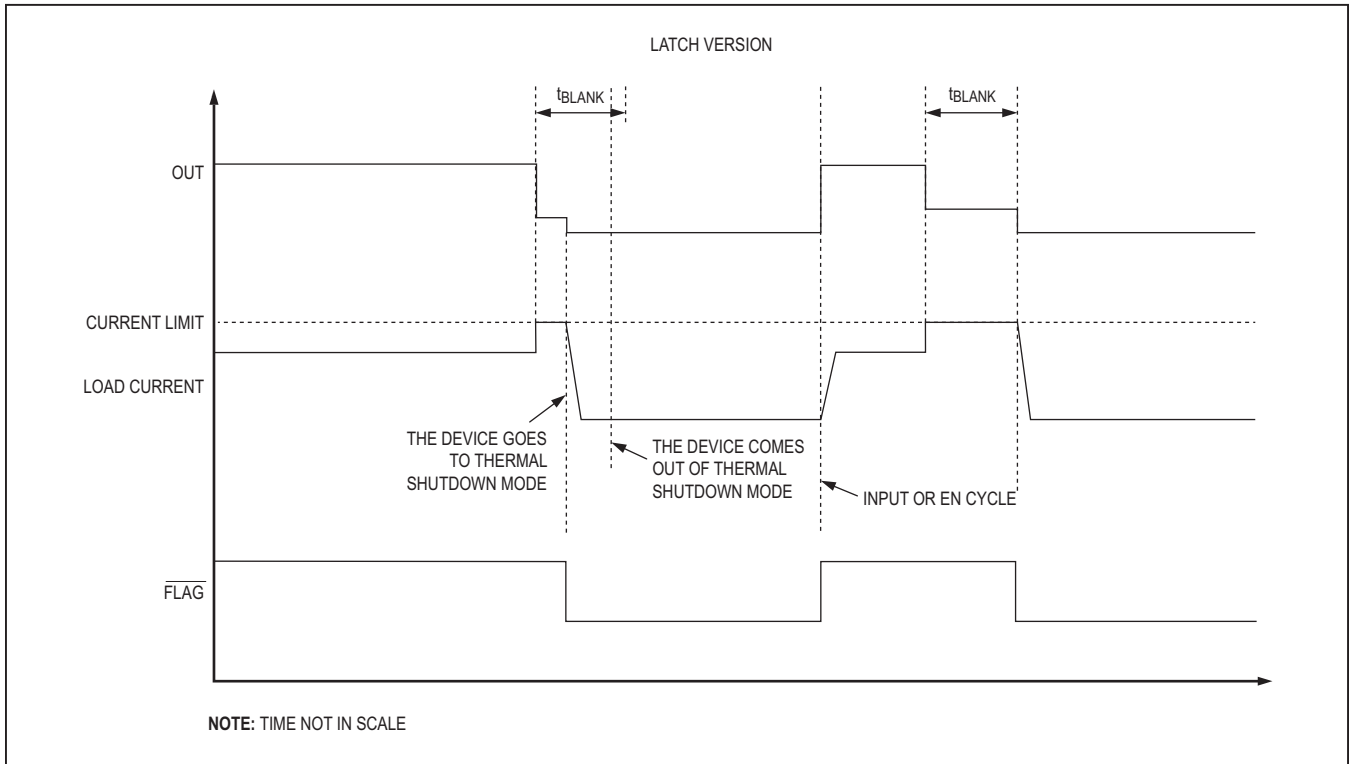 LATCH VERSION
tBLANK
tBLANK
OUT
CURRENT LIMIT
LOAD CURRENT
THE DEVICE GOES
TO THERMAL
SHUTDOWN MODE
THE DEVICE COMES
OUT OF THERMAL
SHUTDOWN MODE
INPUT OR EN CYCLE
FLAG
NOTE: TIME NOT IN SCALE